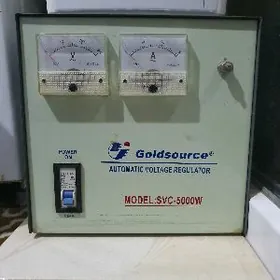 V
A
POWER
ON
Goldsource®
AUTOMATIC VOLTAGE REGULATOR
MODEL:SVC-5000W